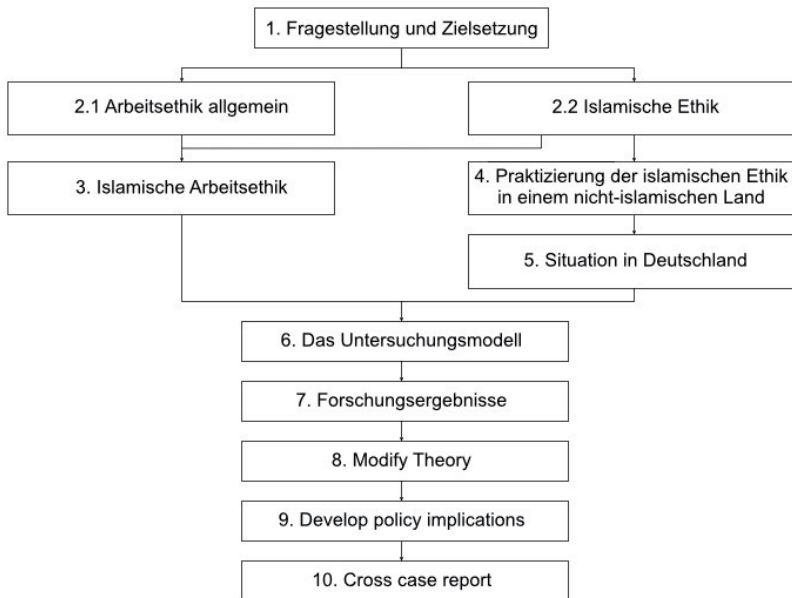 1. Fragestellung und Zielsetzung
2.1 Arbeitsethik allgemein
2.2 Islamische Ethik
3. Islamische Arbeitsethik
4. Praktizierung der islamischen Ethik
in einem nicht-islamischen Land
5. Situation in Deutschland
6. Das Untersuchungsmodell
7. Forschungsergebnisse
8. Modify Theory
9. Develop policy implications
10. Cross case report